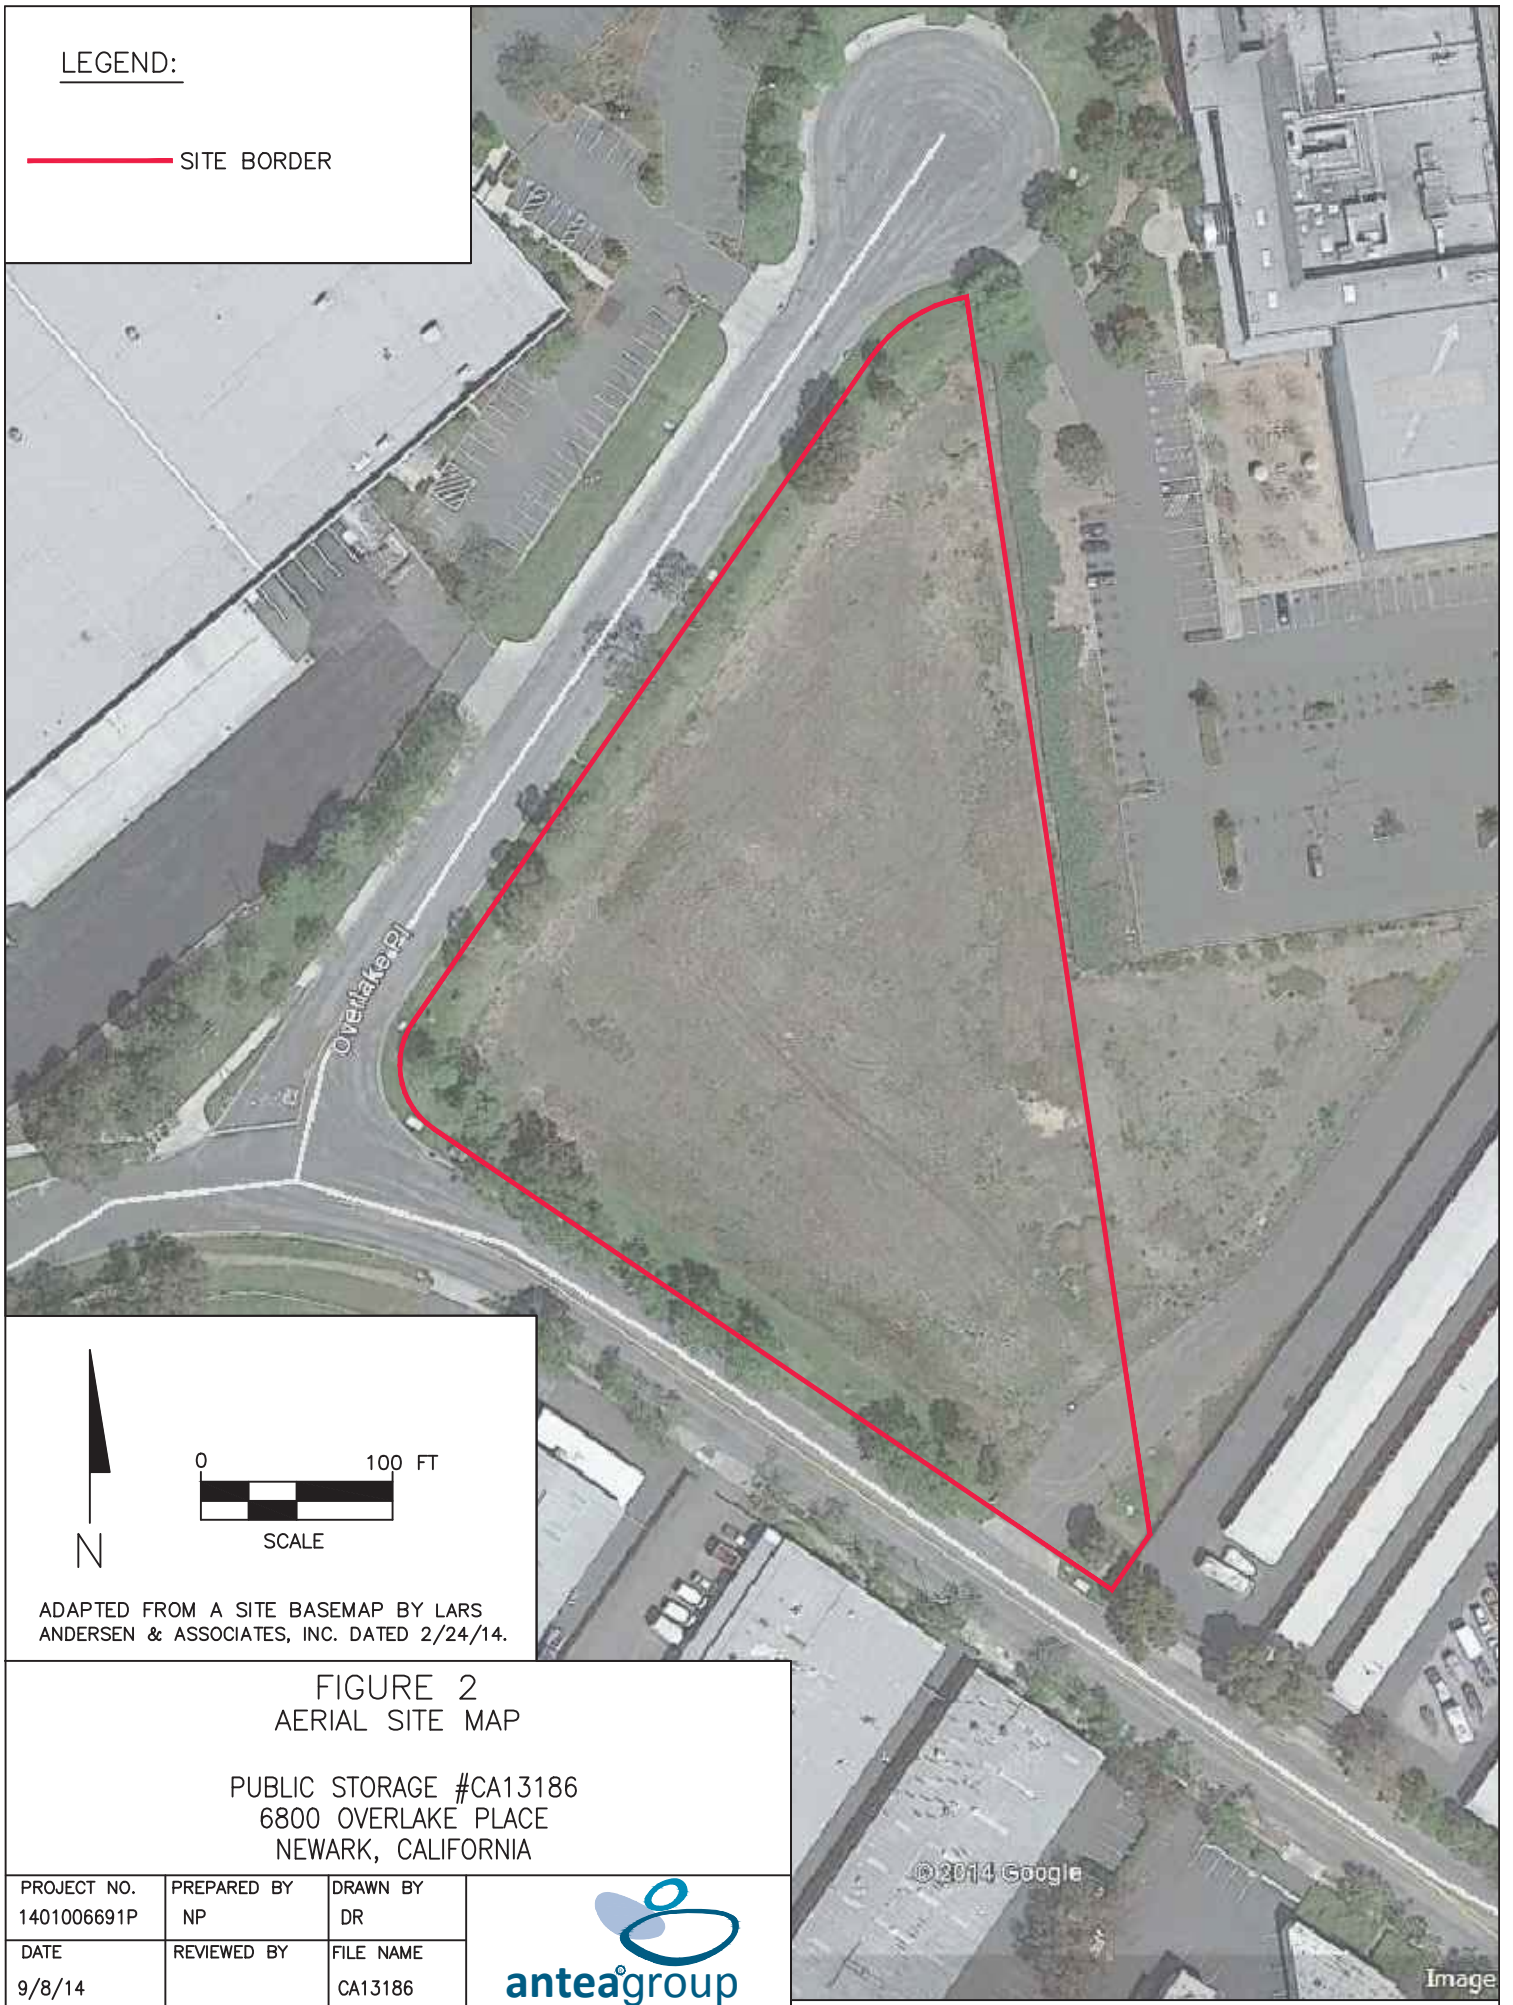 LEGEND:
SITE BORDER
Overlake Pl
0 100 FT
SCALE
N
ADAPTED FROM A SITE BASEMAP BY LARS
ANDERSEN & ASSOCIATES, INC. DATED 2/24/14.
FIGURE 2
AERIAL SITE MAP
PUBLIC STORAGE #CA13186
6800 OVERLAKE PLACE
NEWARK, CALIFORNIA
PROJECT NO.
1401006691P
PREPARED BY
NP
DRAWN BY
DR
DATE
9/8/14
REVIEWED BY
FILE NAME
CA13186
anteagroup
© 2014 Google
Image